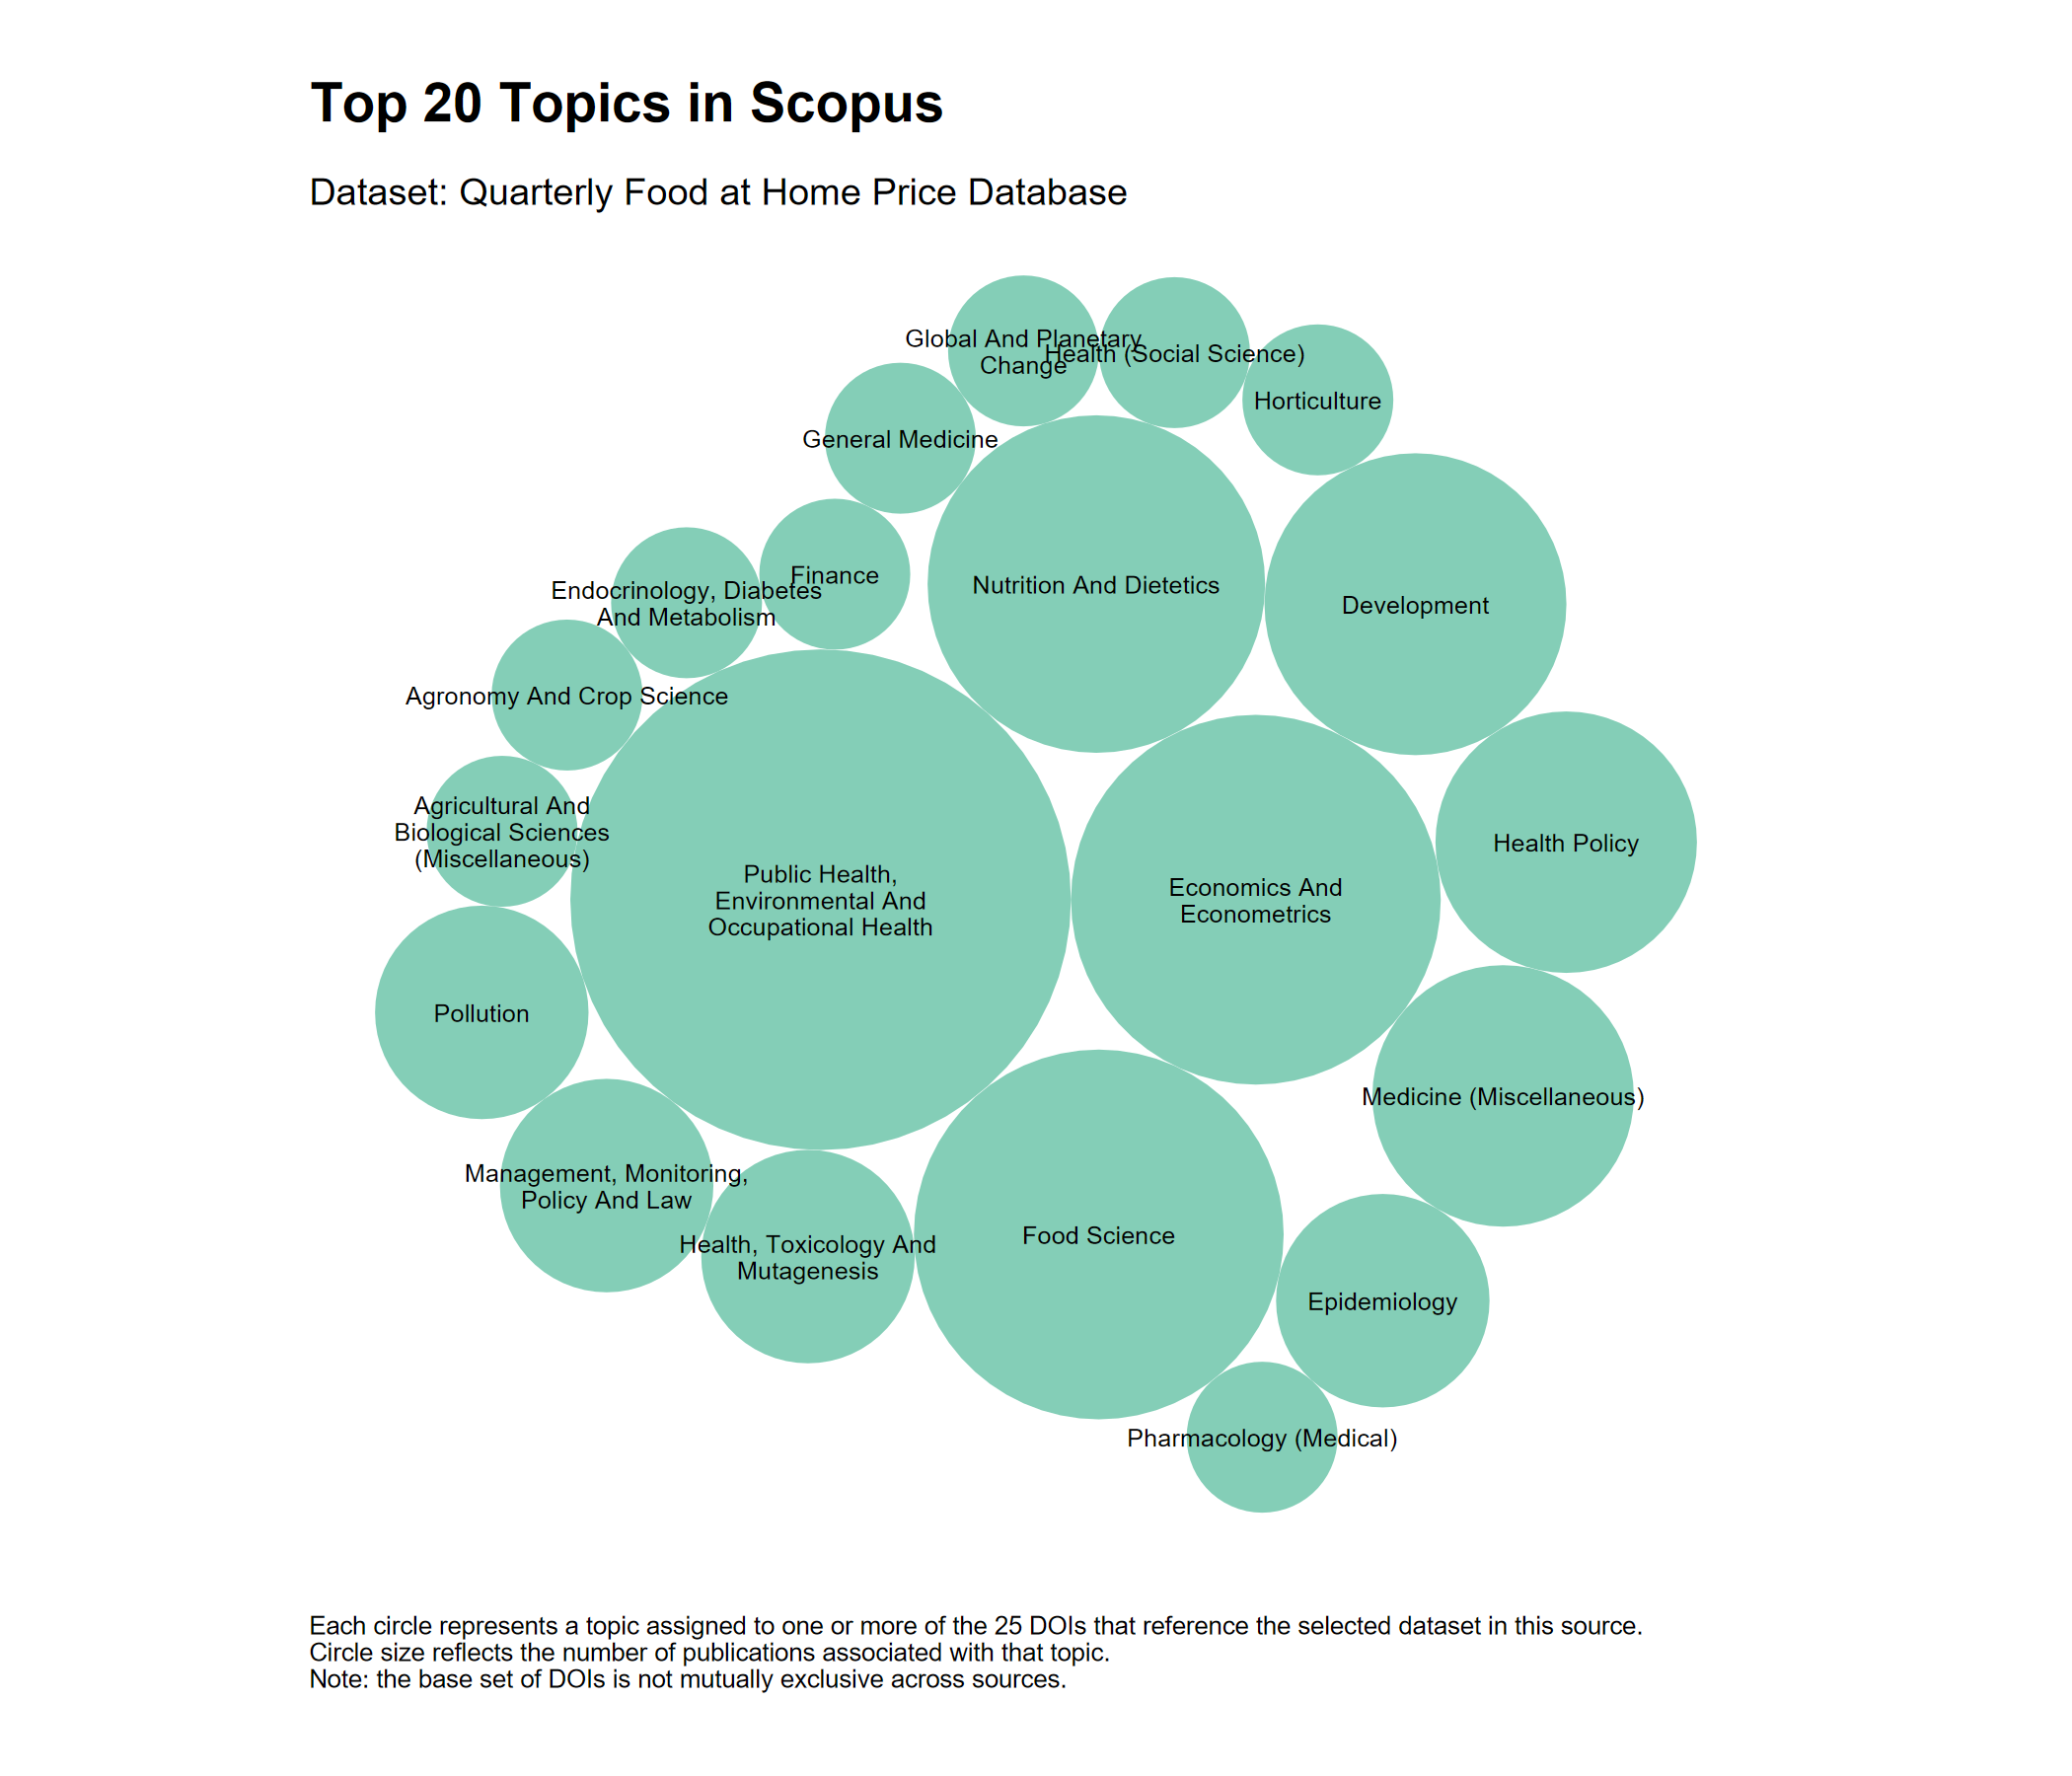 Top 20 Topics in Scopus
Dataset: Quarterly Food at Home Price Database
Global And Planetary
Change
Health (Social Science)
Horticulture
General Medicine
Finance
Nutrition And Dietetics
Development
Endocrinology, Diabetes
And Metabolism
Agronomy And Crop Science
Agricultural And
Biological Sciences
(Miscellaneous)
Public Health,
Environmental And
Occupational Health
Economics And
Econometrics
Health Policy
Pollution
Medicine (Miscellaneous)
Management, Monitoring,
Policy And Law
Health, Toxicology And
Mutagenesis
Food Science
Epidemiology
Pharmacology (Medical)
Each circle represents a topic assigned to one or more of the 25 DOIs that reference the selected dataset in this source.
Circle size reflects the number of publications associated with that topic.
Note: the base set of DOIs is not mutually exclusive across sources.